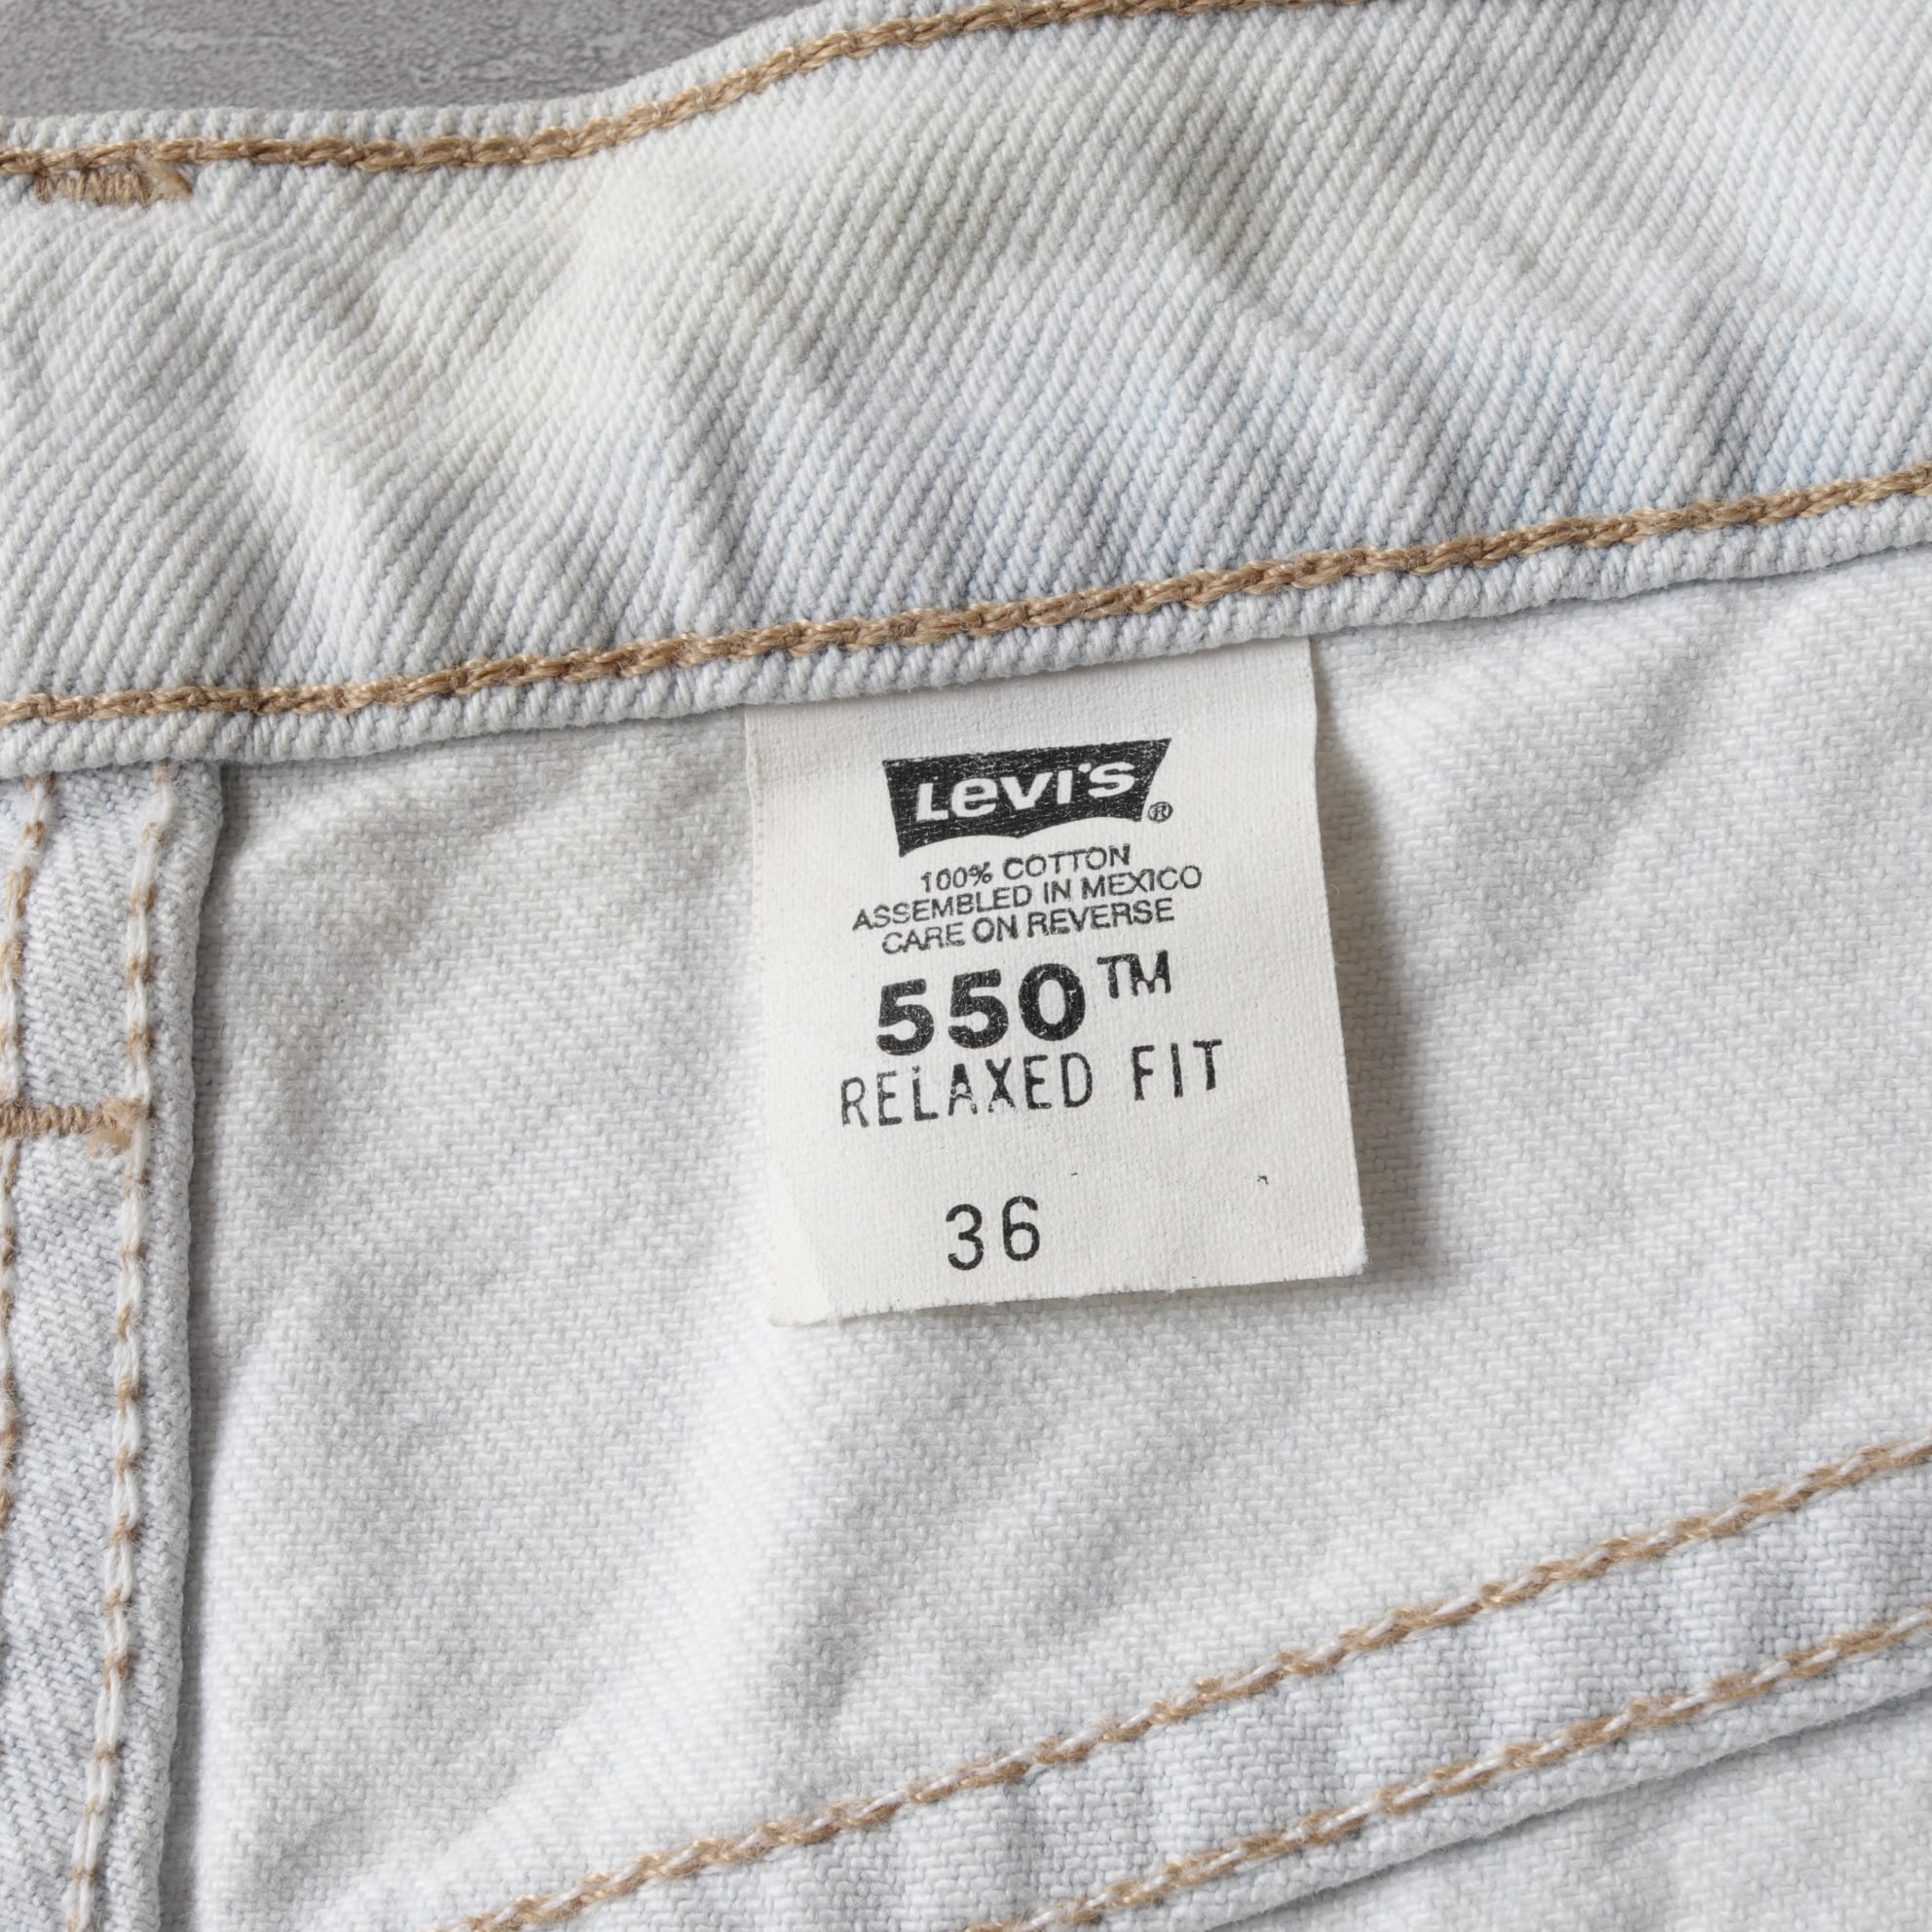 Levi's®
100% COTTON
ASSEMBLED IN MEXICO
CARE ON REVERSE
550™
RELAXED FIT
36